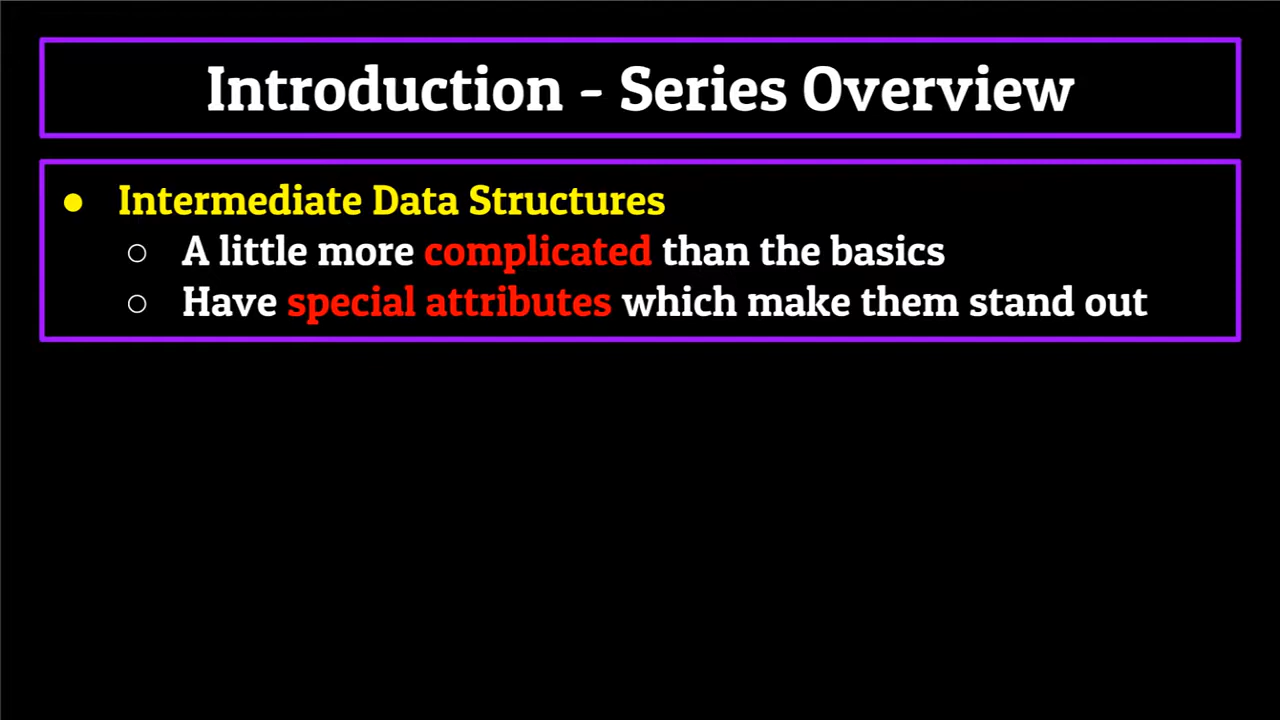 Introduction - Series Overview
● Intermediate Data Structures
○ A little more complicated than the basics
○ Have special attributes which make them stand out